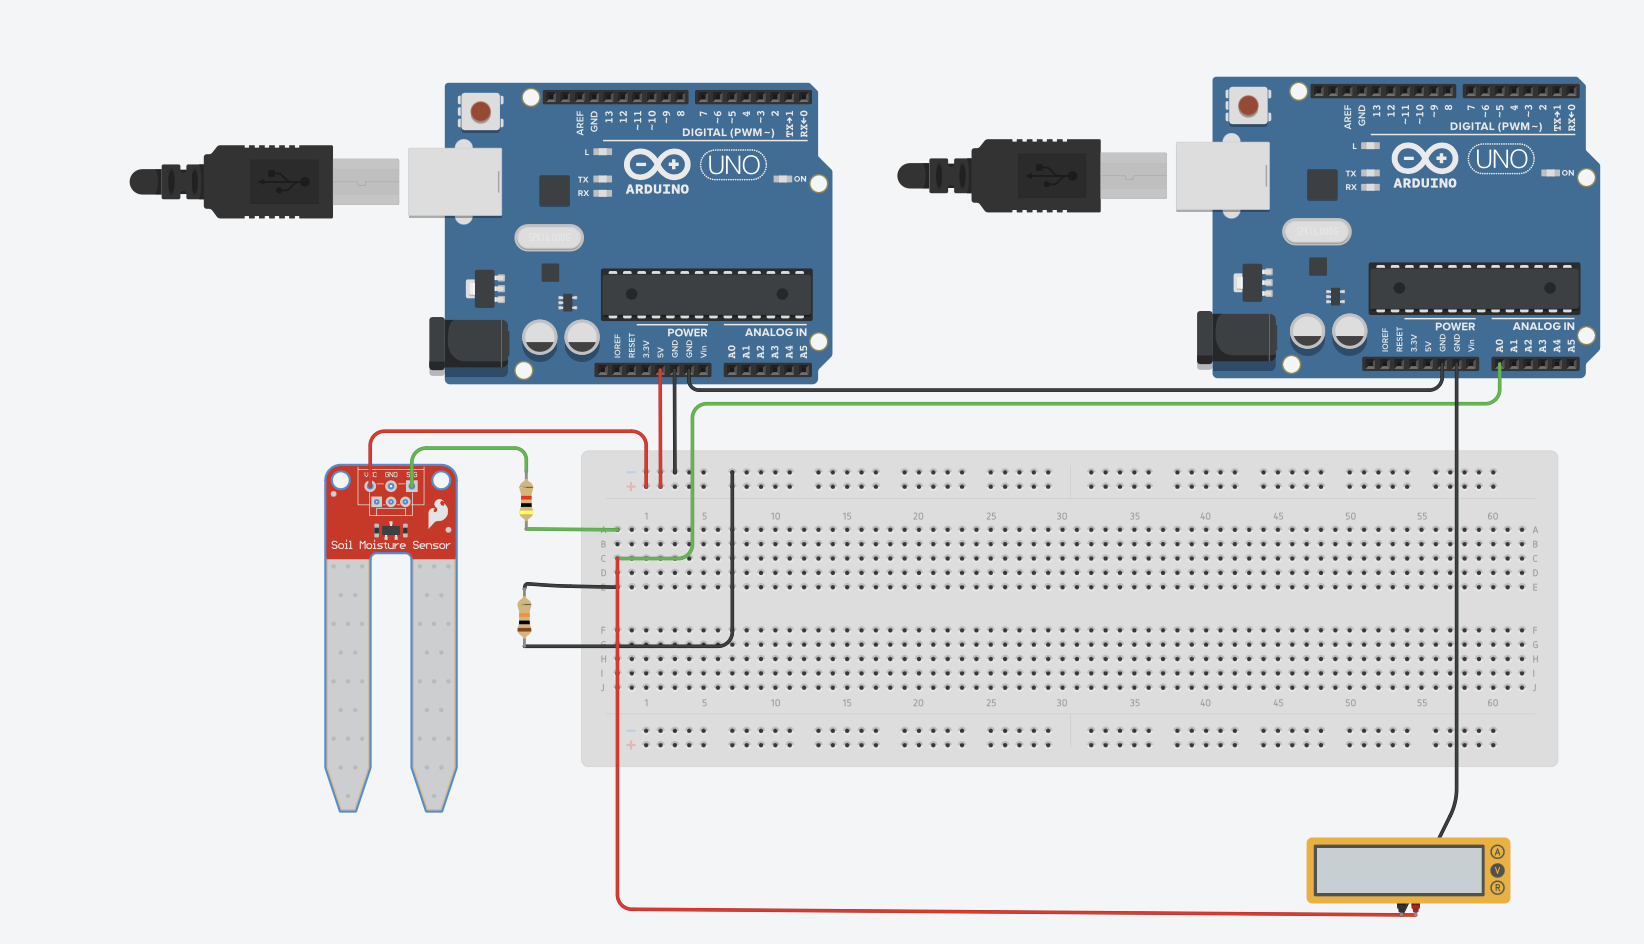 AREF
GND
13
12
~11
~10
~9
8
7
~6
~5
4
~3
2
TX→1
RX←0
DIGITAL (PWM~)
L
TX
RX
UNO
ON
ARDUINO
POWER
ANALOG IN
IOREF
RESET
3.3V
5V
GND
GND
Vin
A0
A1
A2
A3
A4
A5
AREF
GND
13
12
~11
~10
~9
8
7
~6
~5
4
~3
2
TX→1
RX←0
DIGITAL (PWM~)
L
TX
RX
UNO
ON
ARDUINO
POWER
ANALOG IN
IOREF
RESET
3.3V
5V
GND
GND
Vin
A0
A1
A2
A3
A4
A5
GND
Soil Moisture Sensor
1 5 10 15 20 25 30 35 40 45 50 55 60
A A
B B
C C
D D
E E
F F
G G
H H
I I
J J
1 5 10 15 20 25 30 35 40 45 50 55 60
A
V
R